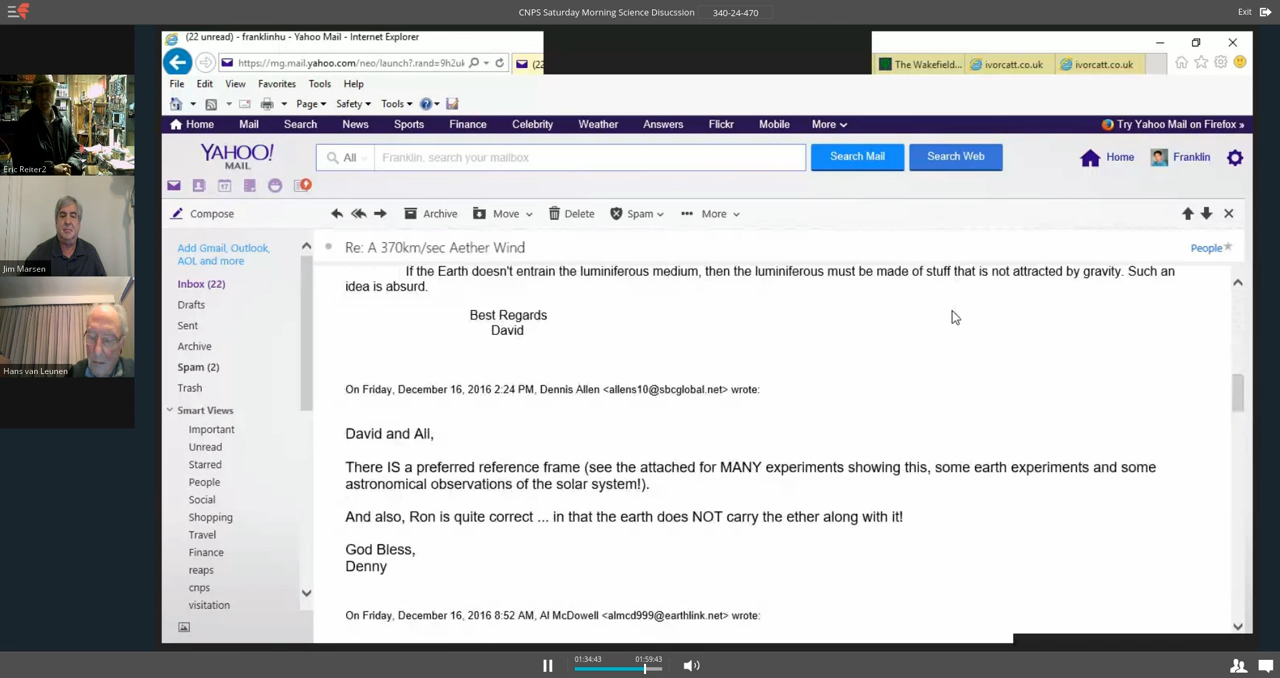 CNPS Saturday Morning Science Disucssion
340-24-470
Exit
(22 unread) - franklinhu - Yahoo Mail - Internet Explorer
https://mg.mail.yahoo.com/neo/launch?.rand=9h2uk
(22
The Wakefield...
ivorcatt.co.uk
ivorcatt.co.uk
File Edit View Favorites Tools Help
Page Safety Tools
Home Mail Search News Sports Finance Celebrity Weather Answers Flickr Mobile More
Try Yahoo Mail on Firefox »
YAHOO!
MAIL
All
Franklin, search your mailbox
Search Mail
Search Web
Home
Franklin
Compose
Archive Move Delete Spam More
Add Gmail, Outlook,
AOL and more
Inbox (22)
Drafts
Sent
Archive
Spam (2)
Trash
Smart Views
Important
Unread
Starred
People
Social
Shopping
Travel
Finance
reaps
cnps
visitation
Re: A 370km/sec Aether Wind
People
If the Earth doesn't entrain the luminiferous medium, then the luminiferous must be made of stuff that is not attracted by gravity. Such an
idea is absurd.
Best Regards
David
On Friday, December 16, 2016 2:24 PM, Dennis Allen <allens10@sbcglobal.net> wrote:
David and All,
There IS a preferred reference frame (see the attached for MANY experiments showing this, some earth experiments and some
astronomical observations of the solar system!).
And also, Ron is quite correct ... in that the earth does NOT carry the ether along with it!
God Bless,
Denny
On Friday, December 16, 2016 8:52 AM, Al McDowell <almcd999@earthlink.net> wrote:
Eric Reiter2
Jim Marsen
Hans van Leunen
01:34:43
01:59:43